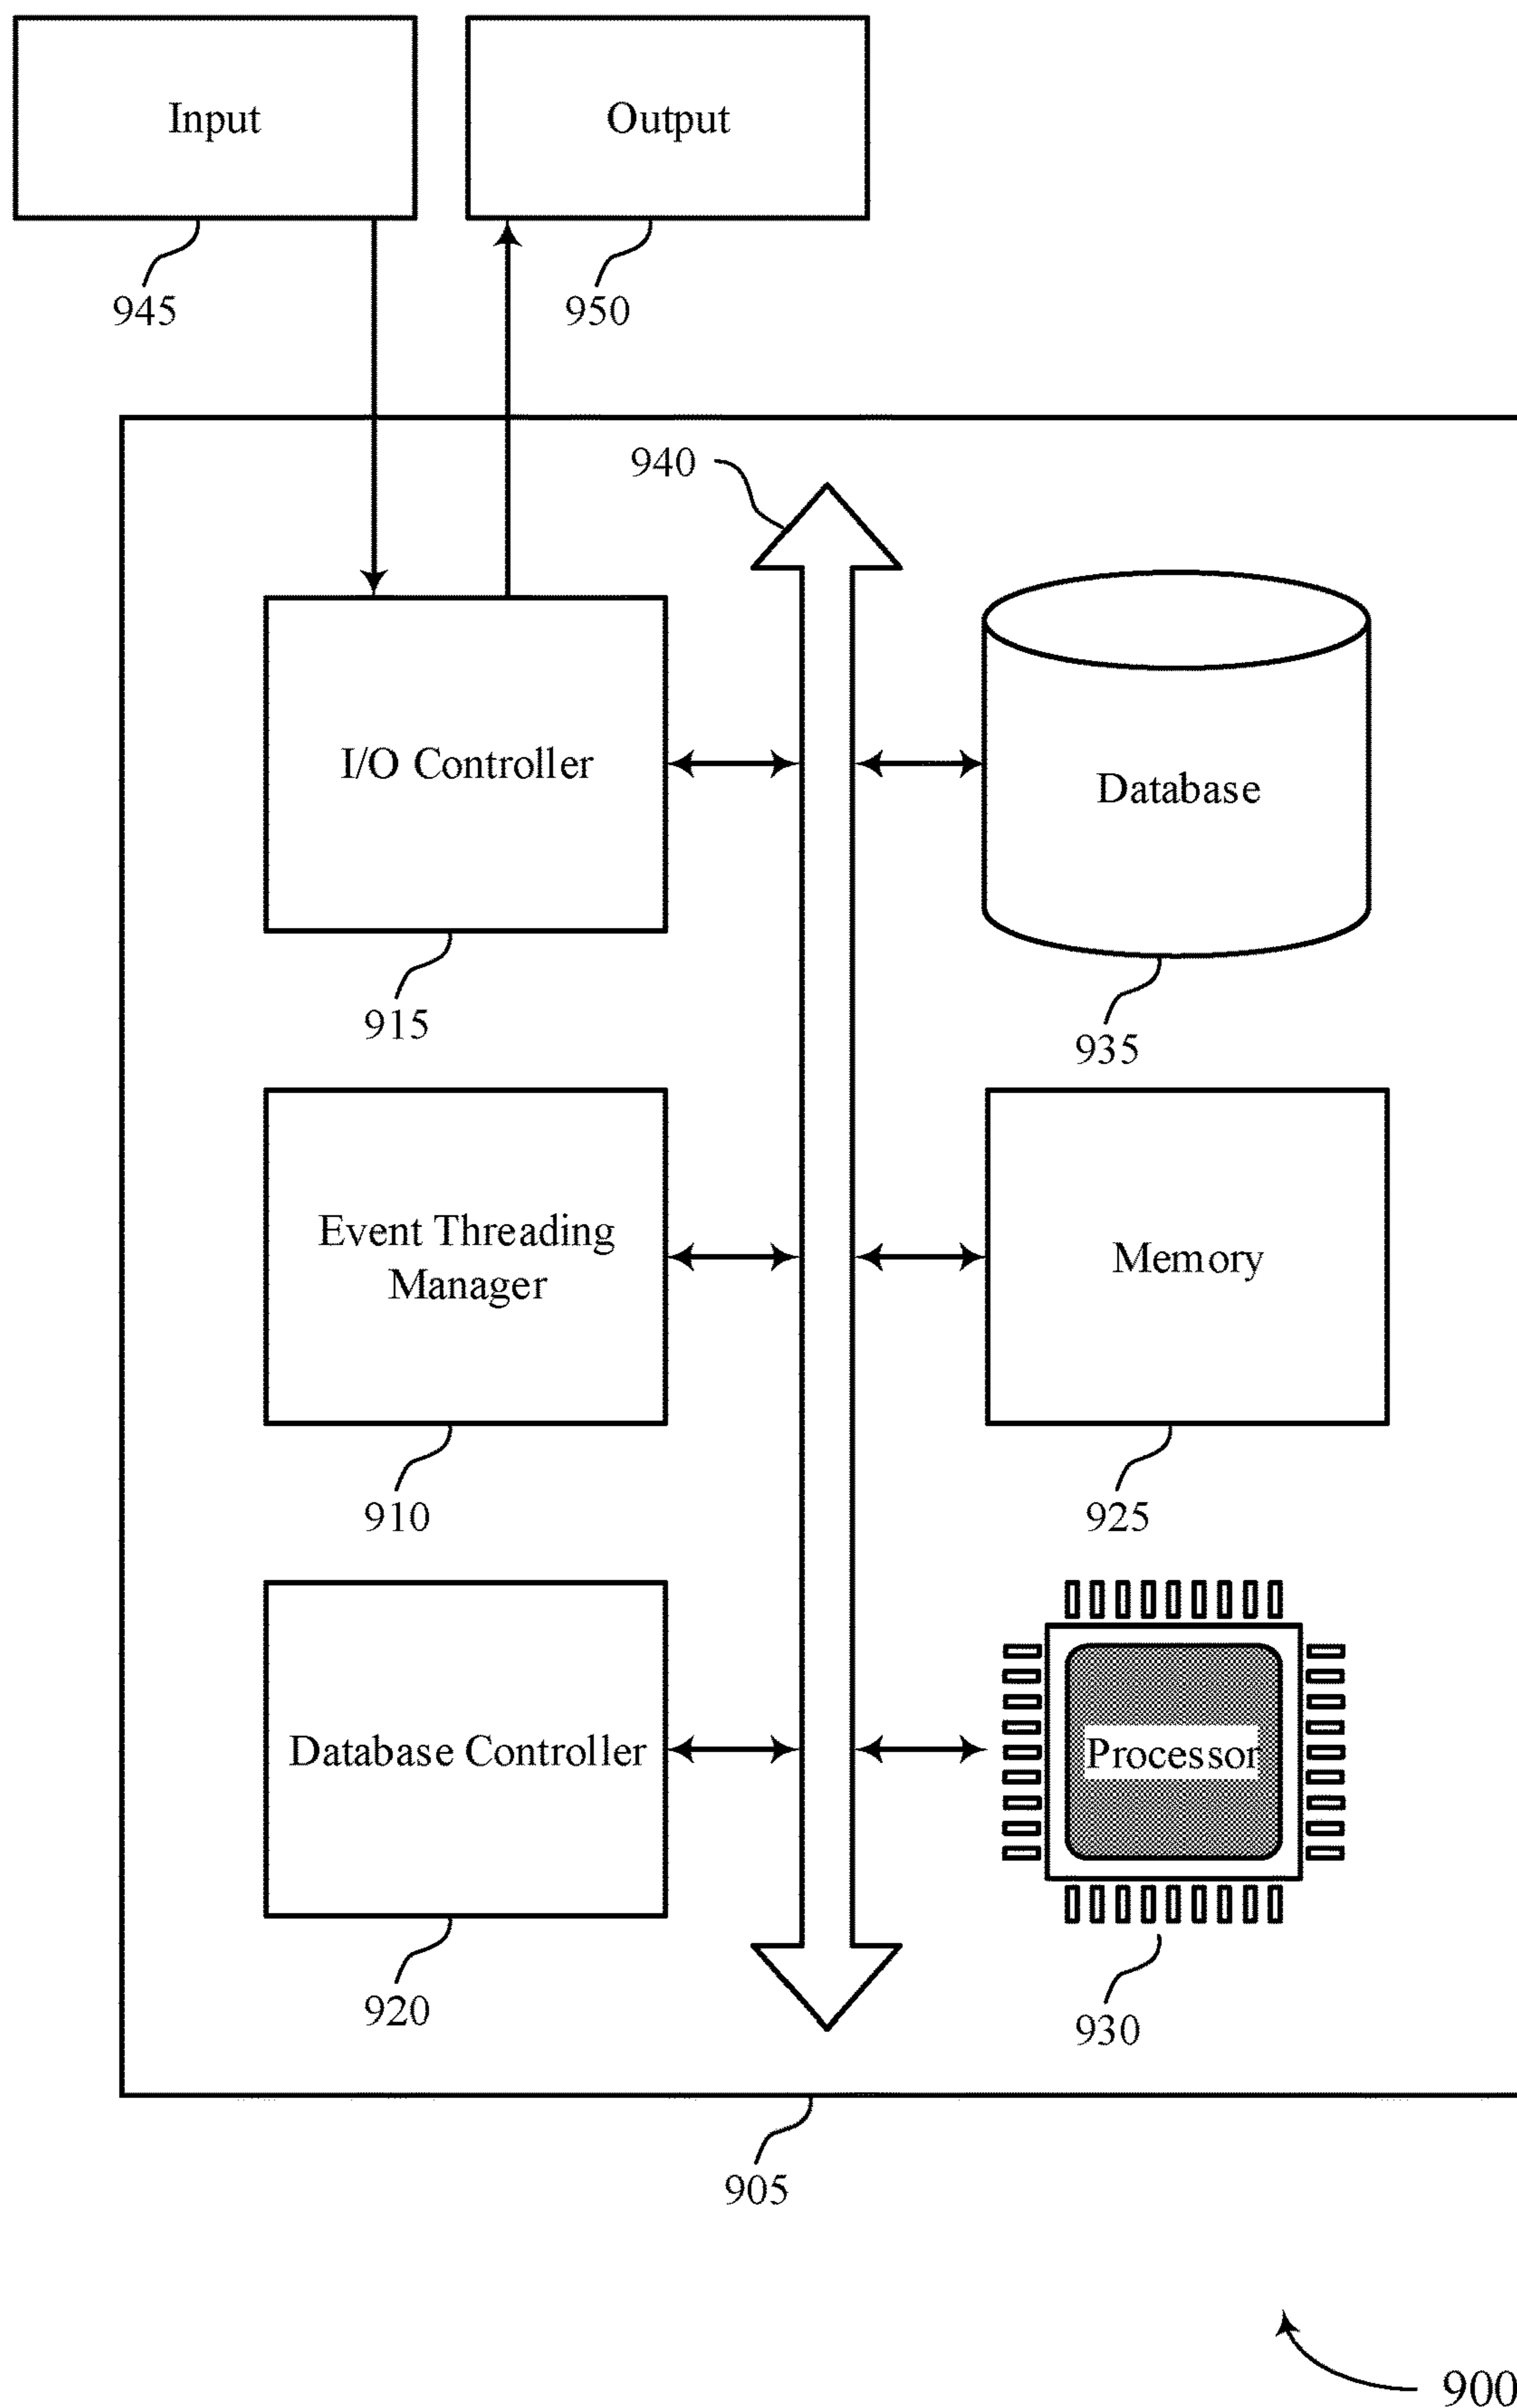 Input
Output
945
950
940
I/O Controller
Database
915
935
Event Threading
Manager
Memory
910
925
Database Controller
Processor
920
930
905
900